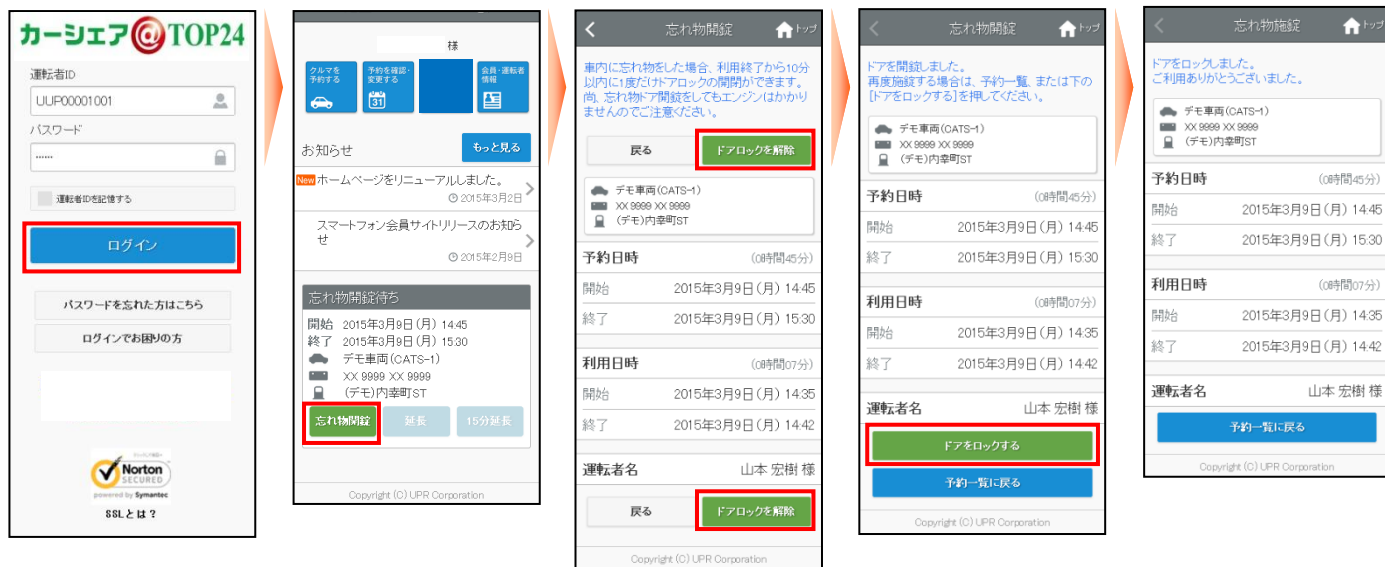 カーシェア@TOP24
運転者ID
UUF00001001
パスワード
......
運転者IDを記憶する
ログイン
パスワードを忘れた方はこちら
ログインでお困りの方
Norton
SECURED
powered by Symantec
SSLとは？
様
クルマを
予約する
予約を確認・
変更する
31
会員・運転者
情報
お知らせ
もっと見る
New ホームページをリニューアルしました。
2015年3月2日
スマートフォン会員サイトリリースのお知ら
せ
2015年2月9日
忘れ物開錠待ち
開始 2015年3月9日(月) 14:45
終了 2015年3月9日(月) 15:30
デモ車両(CATS-1)
XX 9999 XX 9999
(デモ)内幸町ST
忘れ物開錠 延長 15分延長
Copyright (C) UPR Corporation
忘れ物開錠 トップ
車内に忘れ物をした場合、利用終了から10分
以内に1度だけドアロックの開閉ができます。
尚、忘れ物ドア開錠をしてもエンジンはかかり
ませんのでご注意ください。
戻る ドアロックを解除
デモ車両(CATS-1)
XX 9999 XX 9999
(デモ)内幸町ST
予約日時 (0時間45分)
開始 2015年3月9日(月) 14:45
終了 2015年3月9日(月) 15:30
利用日時 (0時間07分)
開始 2015年3月9日(月) 14:35
終了 2015年3月9日(月) 14:42
運転者名 山本 宏樹 様
戻る ドアロックを解除
Copyright (C) UPR Corporation
忘れ物開錠 トップ
ドアを開錠しました。
再度施錠する場合は、予約一覧、または下の
[ドアをロックする]を押してください。
デモ車両(CATS-1)
XX 9999 XX 9999
(デモ)内幸町ST
予約日時 (0時間45分)
開始 2015年3月9日(月) 14:45
終了 2015年3月9日(月) 15:30
利用日時 (0時間07分)
開始 2015年3月9日(月) 14:35
終了 2015年3月9日(月) 14:42
運転者名 山本 宏樹 様
ドアをロックする
予約一覧に戻る
Copyright (C) UPR Corporation
忘れ物施錠 トップ
ドアをロックしました。
ご利用ありがとうございました。
デモ車両(CATS-1)
XX 9999 XX 9999
(デモ)内幸町ST
予約日時 (0時間45分)
開始 2015年3月9日(月) 14:45
終了 2015年3月9日(月) 15:30
利用日時 (0時間07分)
開始 2015年3月9日(月) 14:35
終了 2015年3月9日(月) 14:42
運転者名 山本 宏樹 様
予約一覧に戻る
Copyright (C) UPR Corporation